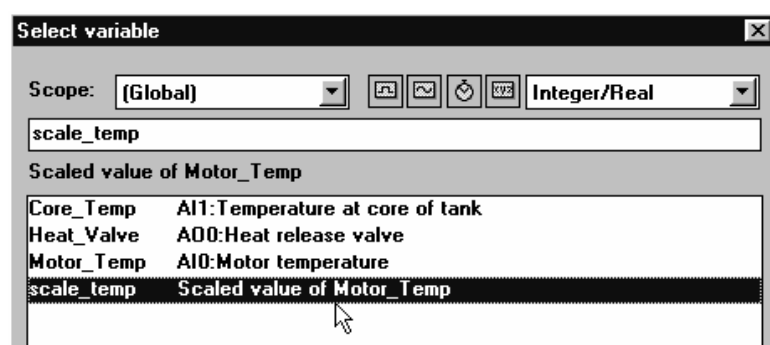 Select variable
Scope: (Global) xyz Integer/Real
scale_temp
Scaled value of Motor_Temp
Core_Temp AI1:Temperature at core of tank
Heat_Valve AO0:Heat release valve
Motor_Temp AI0:Motor temperature
scale_temp Scaled value of Motor_Temp